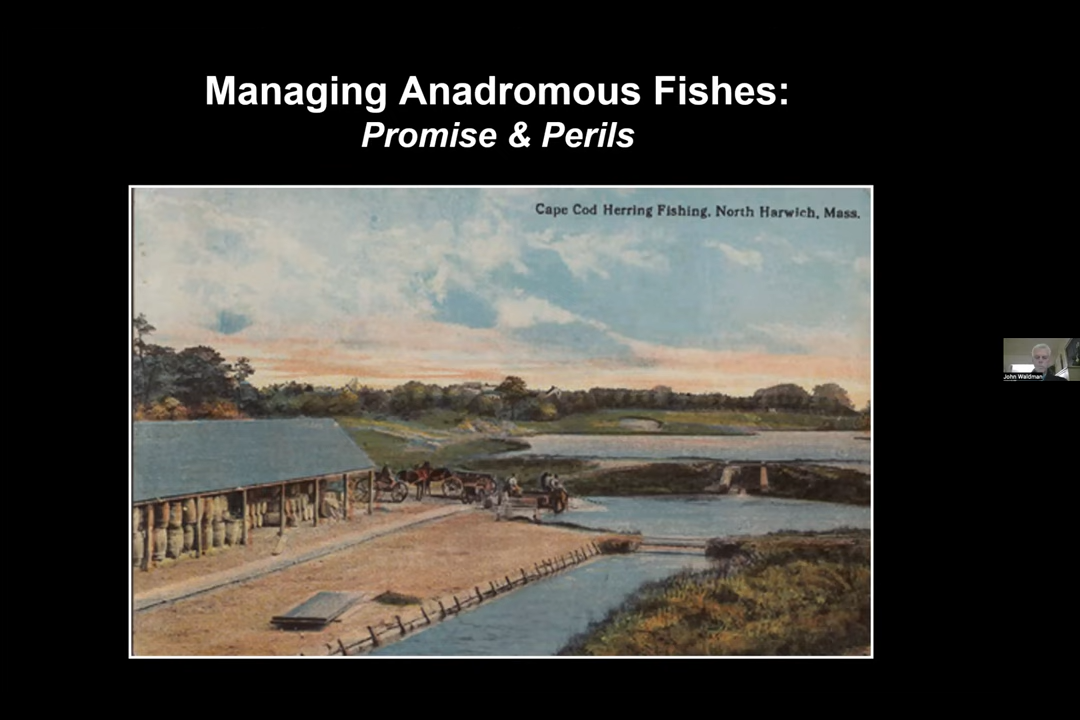 Managing Anadromous Fishes:
Promise & Perils
Cape Cod Herring Fishing, North Harwich, Mass.
John Waldman